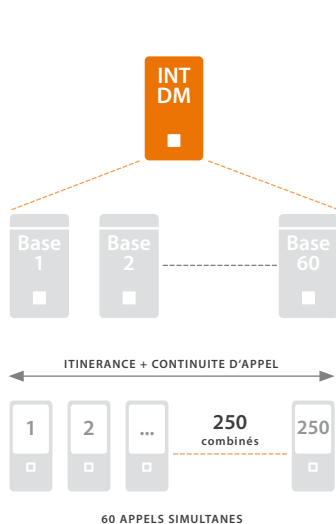 INT
DM
Base
1
Base
2
Base
60
ITINERANCE + CONTINUITE D'APPEL
1
2
...
250
combinés
250
60 APPELS SIMULTANES